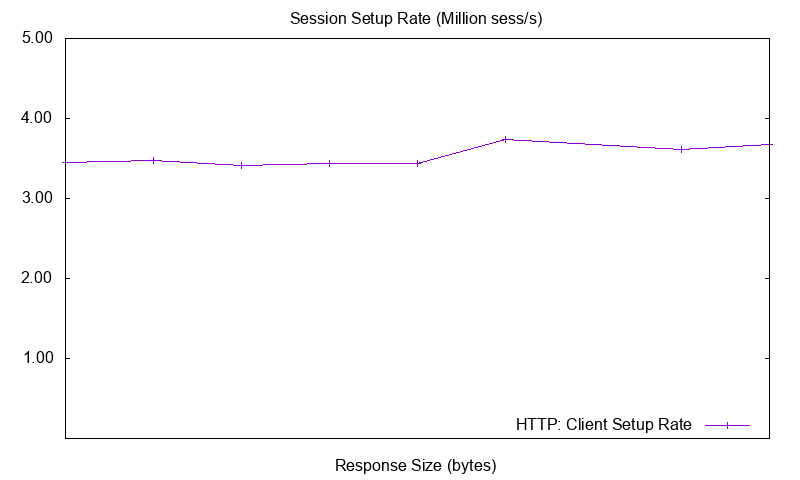 Session Setup Rate (Million sess/s)
5.00
4.00
3.00
2.00
1.00
HTTP: Client Setup Rate
Response Size (bytes)